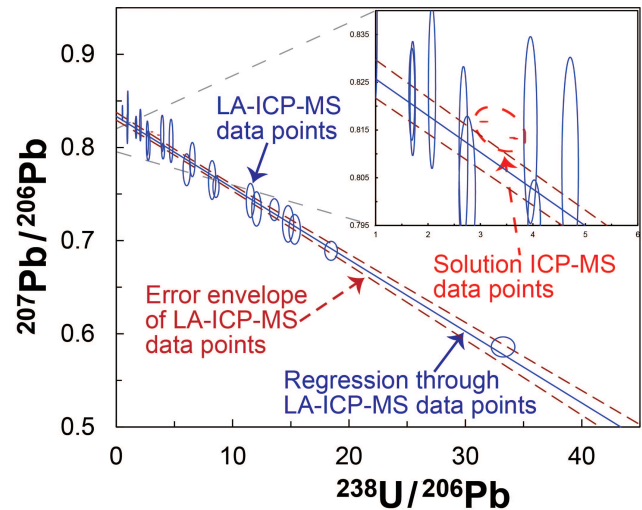 0.9
0.8
0.7
0.6
0.5
²⁰⁷Pb/²⁰⁶Pb
LA-ICP-MS
data points
0.835
0.825
0.815
0.805
0.795
1
2
3
4
5
6
Solution ICP-MS
data points
Error envelope
of LA-ICP-MS
data points
Regression through
LA-ICP-MS data points
0
10
20
30
40
²³⁸U/²⁰⁶Pb